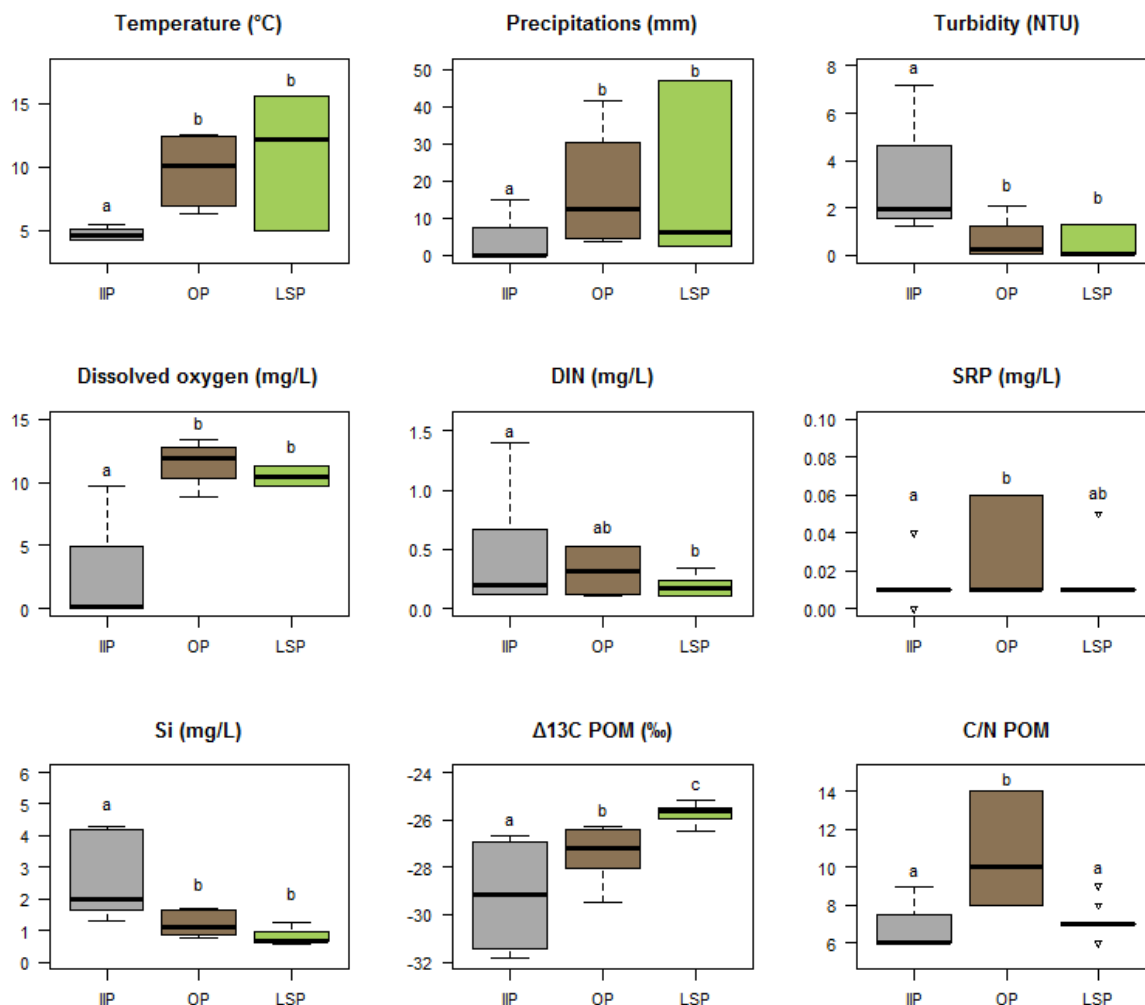 Temperature (°C) Precipitations (mm) Turbidity (NTU)
15
10
5
a
b
b
IIP OP LSP
50
40
30
20
10
0
a
b
b
IIP OP LSP
8
6
4
2
0
a
b
b
IIP OP LSP
Dissolved oxygen (mg/L) DIN (mg/L) SRP (mg/L)
15
10
5
0
a
b
b
IIP OP LSP
1.5
1.0
0.5
0.0
a
ab
b
IIP OP LSP
0.10
0.08
0.06
0.04
0.02
0.00
a
b
ab
IIP OP LSP
Si (mg/L) Δ13C POM (‰) C/N POM
6
5
4
3
2
1
0
a
b
b
IIP OP LSP
-24
-26
-28
-30
-32
a
b
c
IIP OP LSP
14
12
10
8
6
a
b
a
IIP OP LSP